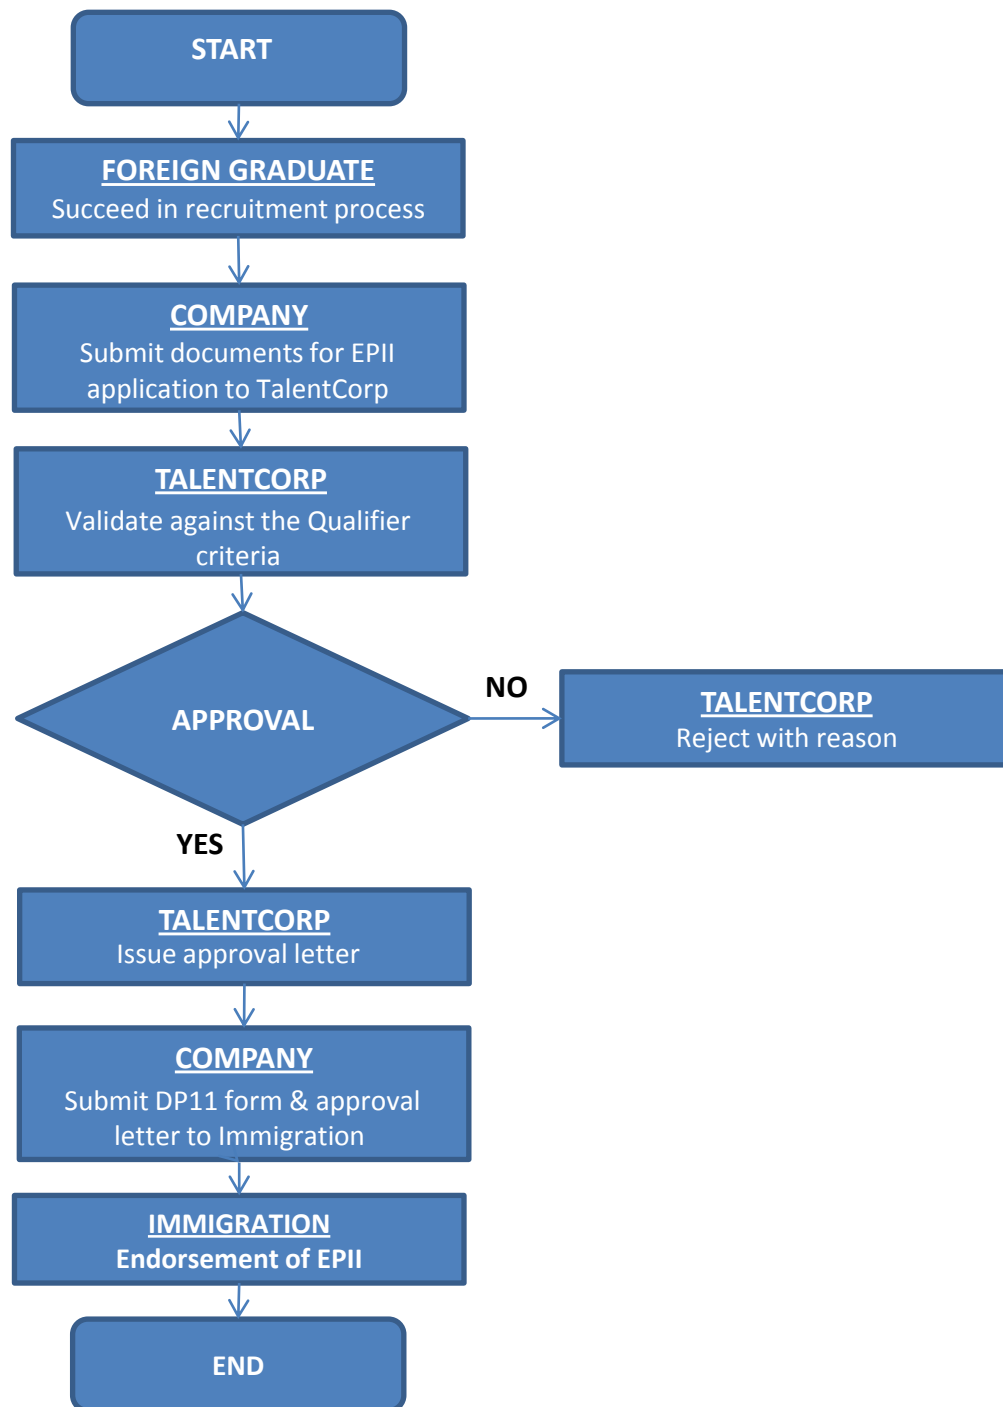 START
FOREIGN GRADUATE
Succeed in recruitment process
COMPANY
Submit documents for EPII
application to TalentCorp
TALENTCORP
Validate against the Qualifier
criteria
APPROVAL
NO
TALENTCORP
Reject with reason
YES
TALENTCORP
Issue approval letter
COMPANY
Submit DP11 form & approval
letter to Immigration
IMMIGRATION
Endorsement of EPII
END